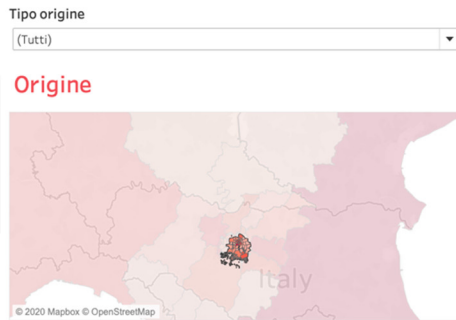 Tipo origine
(Tutti)
Origine
Italy
© 2020 Mapbox © OpenStreetMap